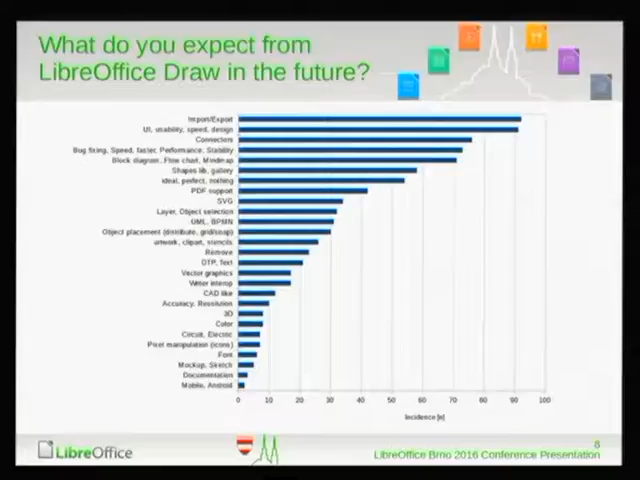 What do you expect from
LibreOffice Draw in the future?
Import/Export
UI, usability, speed, design
Connectors
Bug fixing, Speed, faster, Performance, Stability
Block diagram, Flow chart, Mindmap
Shapes lib, gallery
ideal, perfect, nothing
PDF support
SVG
Layer, Object selection
UML, BPMN
Object placement (distribute, grid/snap)
artwork, clipart, stencils
Remove
DTP, Text
Vector graphics
Writer interop
CAD like
Accuracy, Resolution
3D
Color
Circuit, Electric
Pixel manipulation (icons)
Font
Mockup, Sketch
Documentation
Mobile, Android
0 10 20 30 40 50 60 70 80 90 100
Incidence [n]
LibreOffice
8
LibreOffice Brno 2016 Conference Presentation